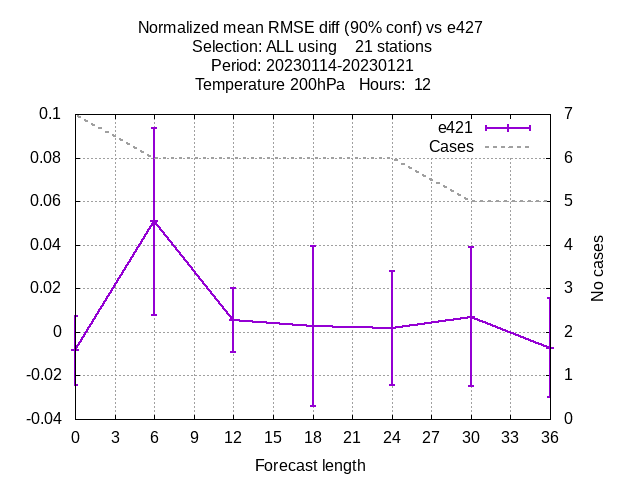 Normalized mean RMSE diff (90% conf) vs e427
Selection: ALL using    21 stations
Period: 20230114-20230121
Temperature 200hPa   Hours:  12
0.1
0.08
0.06
0.04
0.02
0
-0.02
-0.04
e421
Cases
7
6
5
4
3
2
1
0
No cases
0 3 6 9 12 15 18 21 24 27 30 33 36
Forecast length